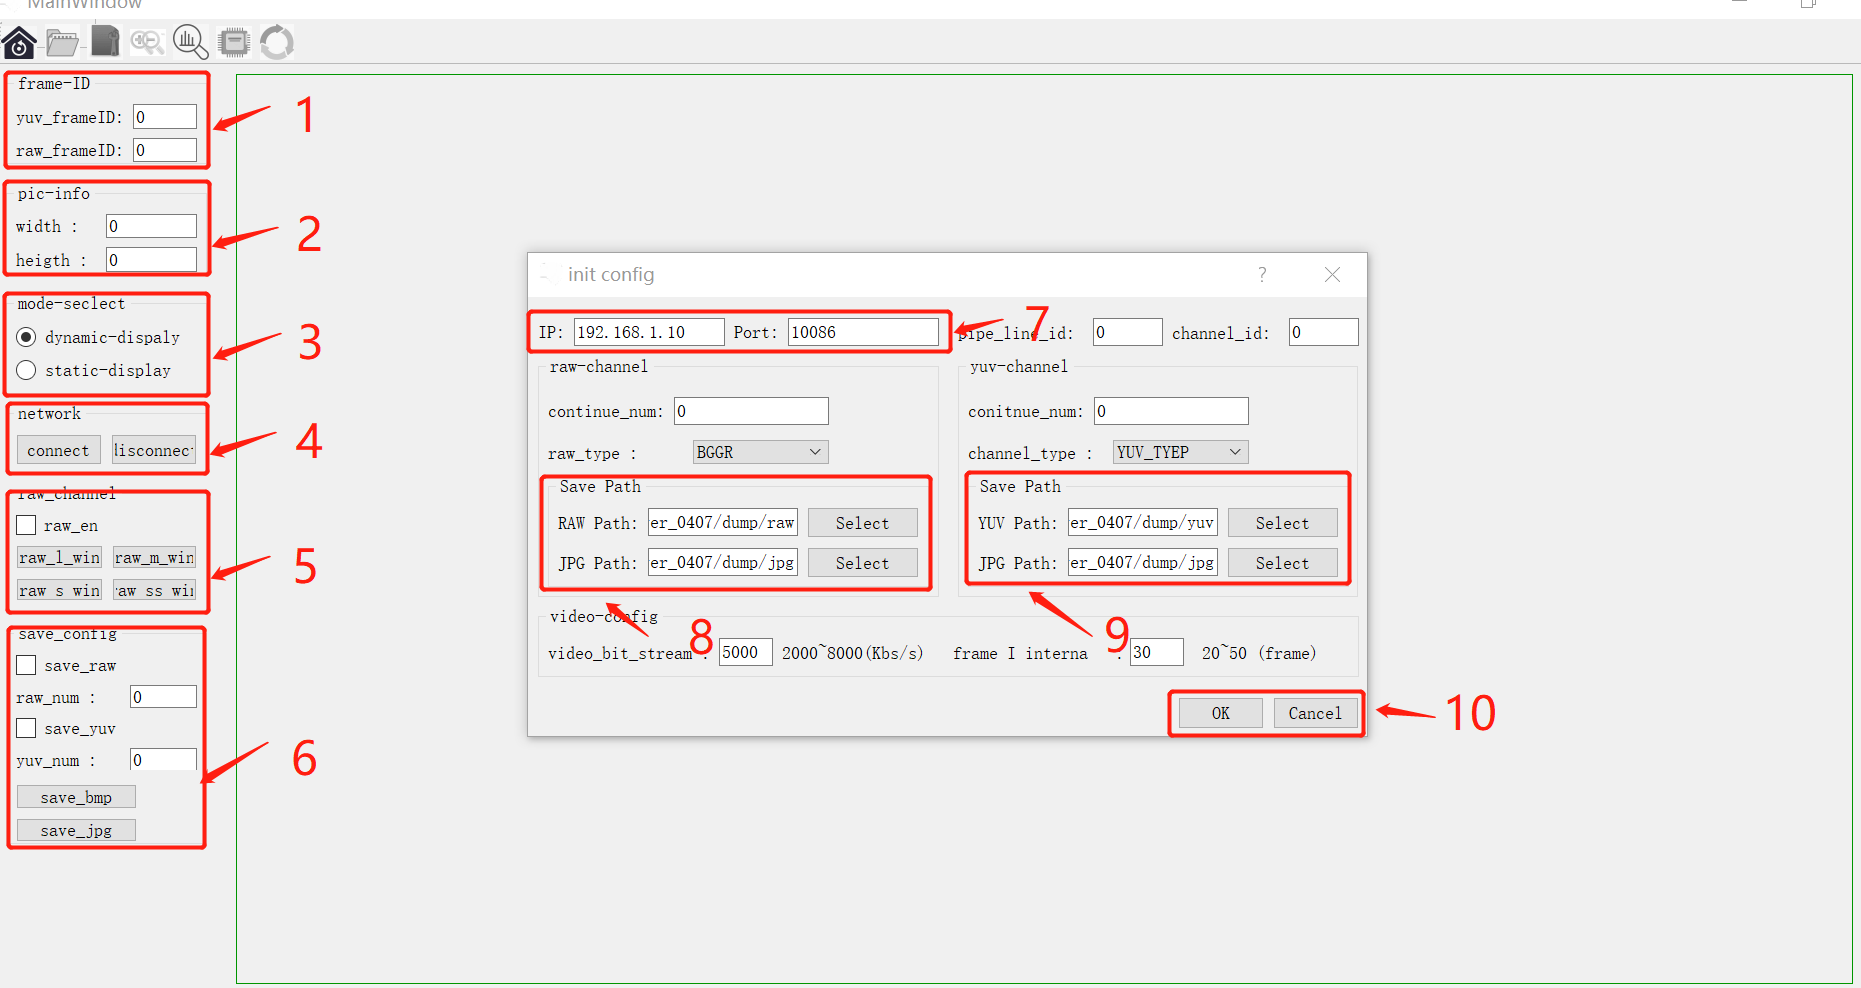 MainWindow
frame-ID
yuv_frameID: 0
raw_frameID: 0
1
pic-info
width : 0
heigth : 0
2
mode-seclect
dynamic-dispaly
static-display
3
network
connect
lisconnec
4
raw_channel
raw_en
raw_l_win raw_m_win
raw_s_win aw_ss_wi
5
save_config
save_raw
raw_num : 0
save_yuv
yuv_num : 0
save_bmp
save_jpg
6
init config ?
IP: 192.168.1.10 Port: 10086
7
pipe_line_id: 0 channel_id: 0
raw-channel
continue_num: 0
raw_type : BGGR
Save Path
RAW Path: er_0407/dump/raw Select
JPG Path: er_0407/dump/jpg Select
8
yuv-channel
conitnue_num: 0
channel_type : YUV_TYEP
Save Path
YUV Path: er_0407/dump/yuv Select
JPG Path: er_0407/dump/jpg Select
9
video-config
video_bit_stream : 5000 2000~8000(Kbs/s) frame I interna : 30 20~50 (frame)
OK Cancel
10